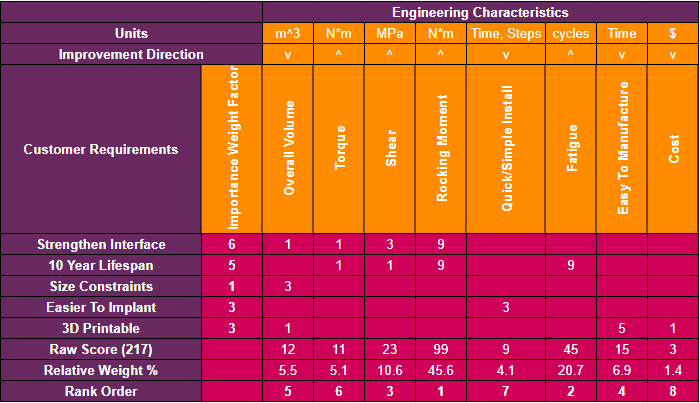 Engineering Characteristics
Units m^3 N*m MPa N*m Time, Steps cycles Time $
Improvement Direction v ^ ^ ^ v ^ v v
Customer Requirements Importance Weight Factor Overall Volume Torque Shear Rocking Moment Quick/Simple Install Fatigue Easy To Manufacture Cost
Strengthen Interface 6 1 1 3 9
10 Year Lifespan 5 1 1 9 9
Size Constraints 1 3
Easier To Implant 3 3
3D Printable 3 1 5 1
Raw Score (217) 12 11 23 99 9 45 15 3
Relative Weight % 5.5 5.1 10.6 45.6 4.1 20.7 6.9 1.4
Rank Order 5 6 3 1 7 2 4 8